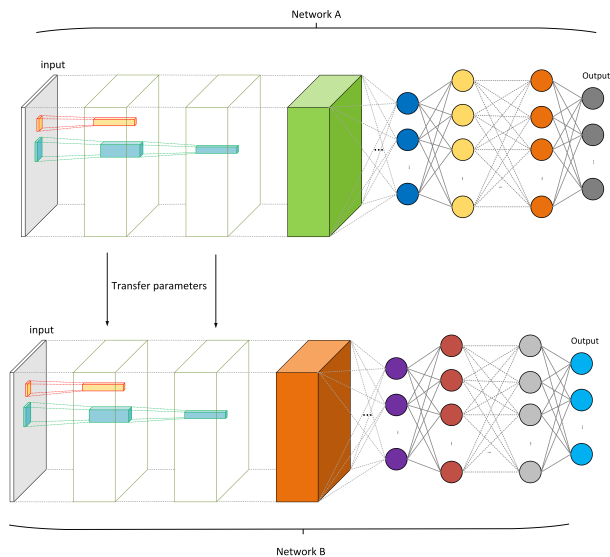 Network A
input
Output
...
Transfer parameters
input
Output
...
Network B